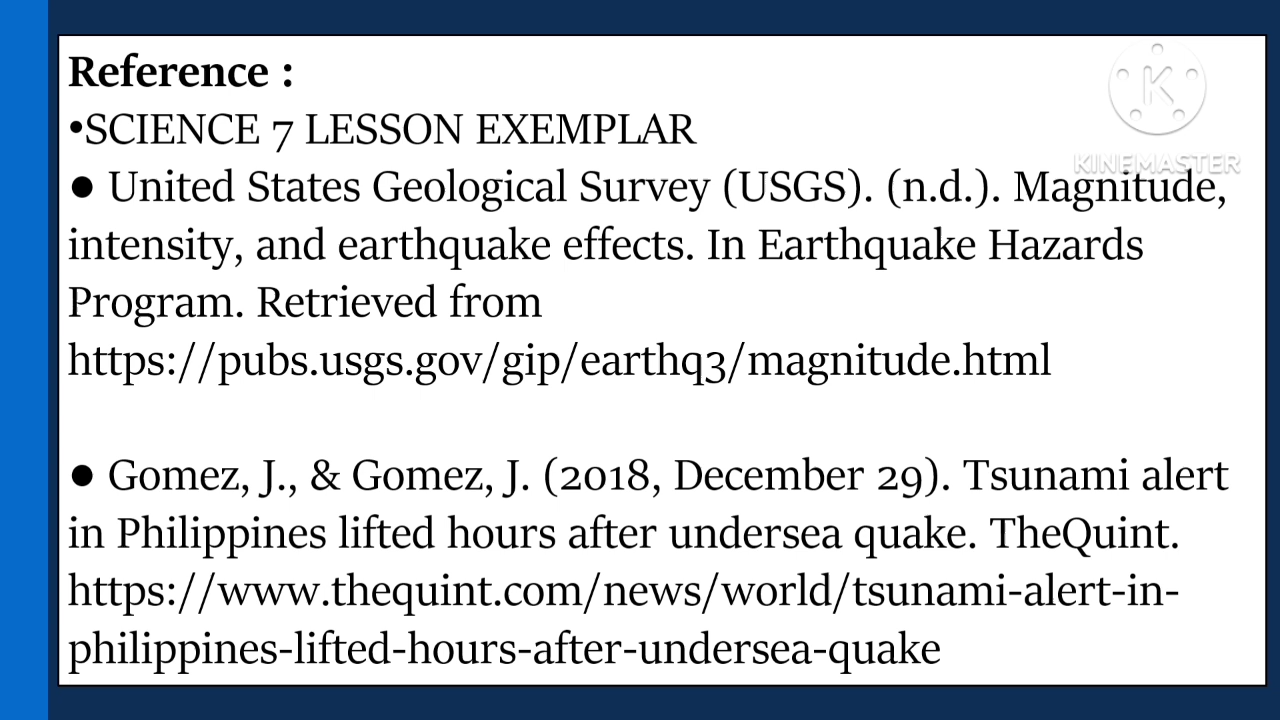 Reference :
•SCIENCE 7 LESSON EXEMPLAR
KINEMASTER
● United States Geological Survey (USGS). (n.d.). Magnitude,
intensity, and earthquake effects. In Earthquake Hazards
Program. Retrieved from
https://pubs.usgs.gov/gip/earthq3/magnitude.html
● Gomez, J., & Gomez, J. (2018, December 29). Tsunami alert
in Philippines lifted hours after undersea quake. TheQuint.
https://www.thequint.com/news/world/tsunami-alert-in-
philippines-lifted-hours-after-undersea-quake